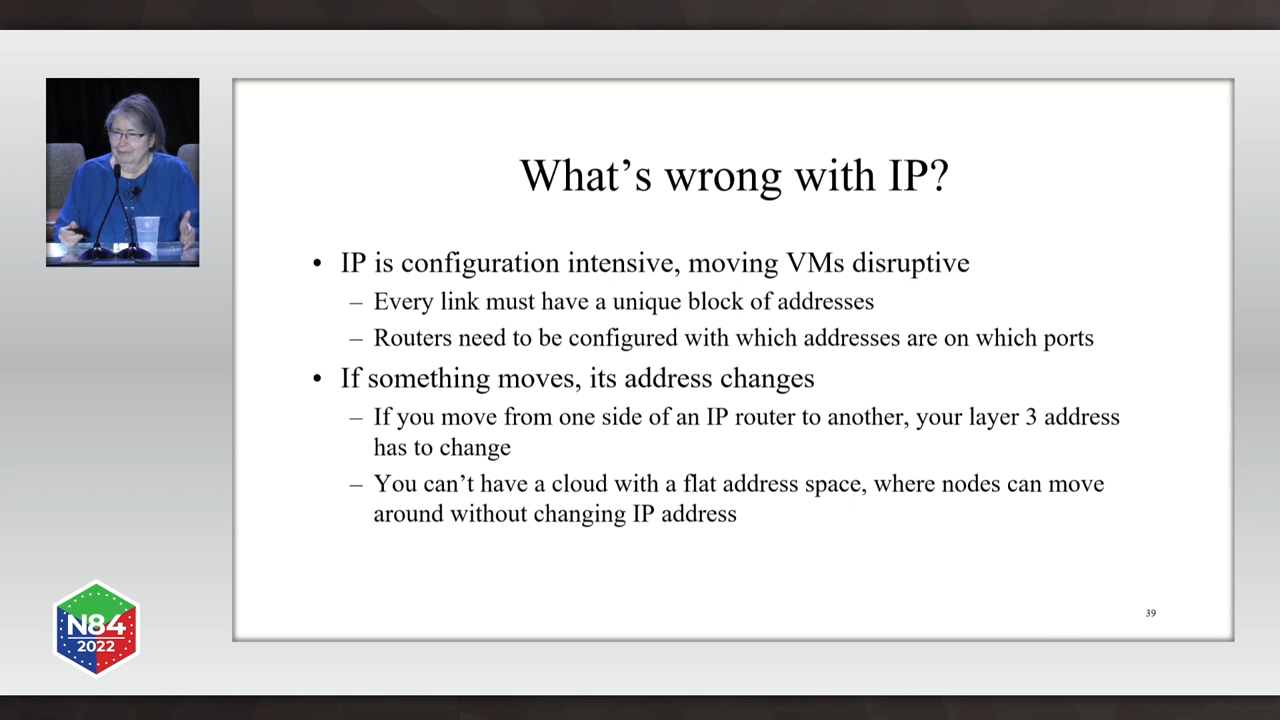 What's wrong with IP?
• IP is configuration intensive, moving VMs disruptive
– Every link must have a unique block of addresses
– Routers need to be configured with which addresses are on which ports
• If something moves, its address changes
– If you move from one side of an IP router to another, your layer 3 address
has to change
– You can't have a cloud with a flat address space, where nodes can move
around without changing IP address
39
N84
2022